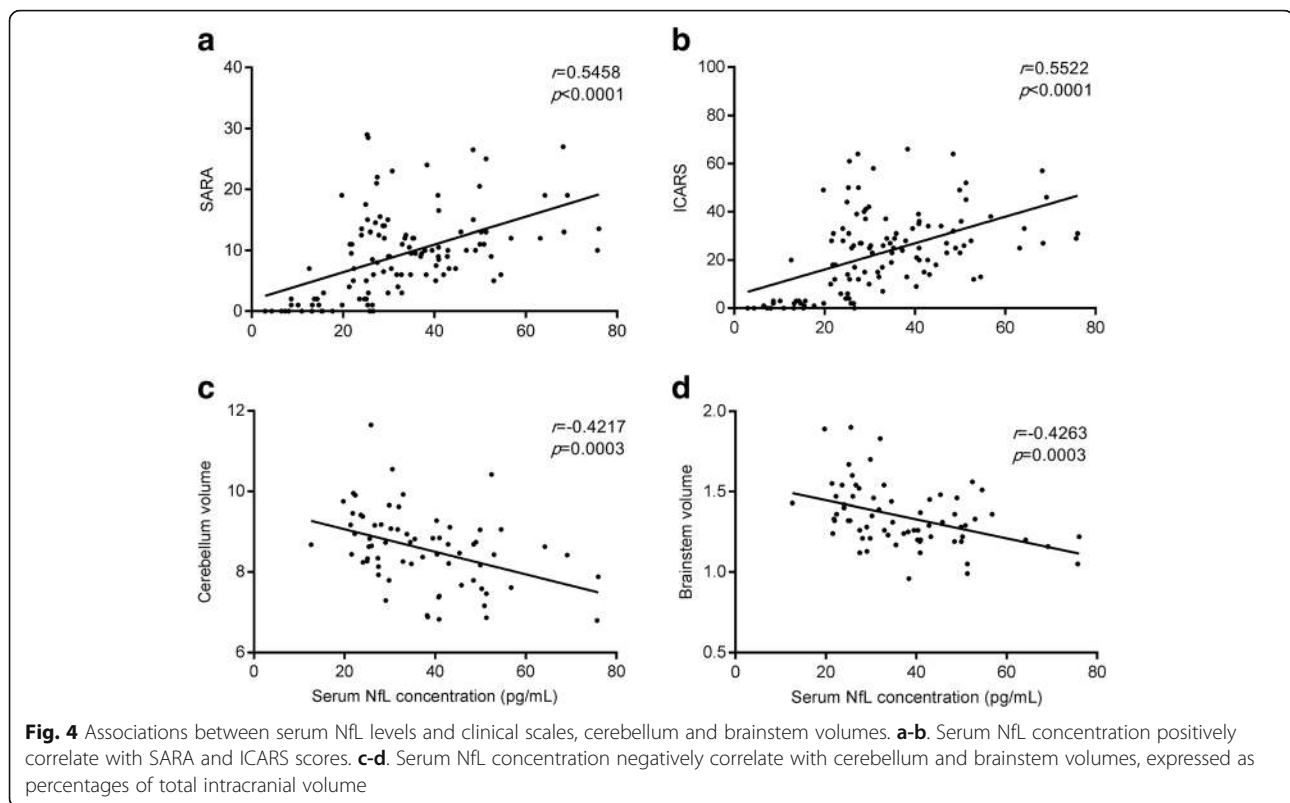 a
40
30
20
10
0
SARA
r=0.5458
p<0.0001
0 20 40 60 80
b
100
80
60
40
20
0
ICARS
r=0.5522
p<0.0001
0 20 40 60 80
c
12
10
8
6
Cerebellum volume
r=-0.4217
p=0.0003
0 20 40 60 80
Serum NfL concentration (pg/mL)
d
2.0
1.5
1.0
0.5
Brainstem volume
r=-0.4263
p=0.0003
0 20 40 60 80
Serum NfL concentration (pg/mL)
Fig. 4 Associations between serum NfL levels and clinical scales, cerebellum and brainstem volumes. a-b. Serum NfL concentration positively
correlate with SARA and ICARS scores. c-d. Serum NfL concentration negatively correlate with cerebellum and brainstem volumes, expressed as
percentages of total intracranial volume